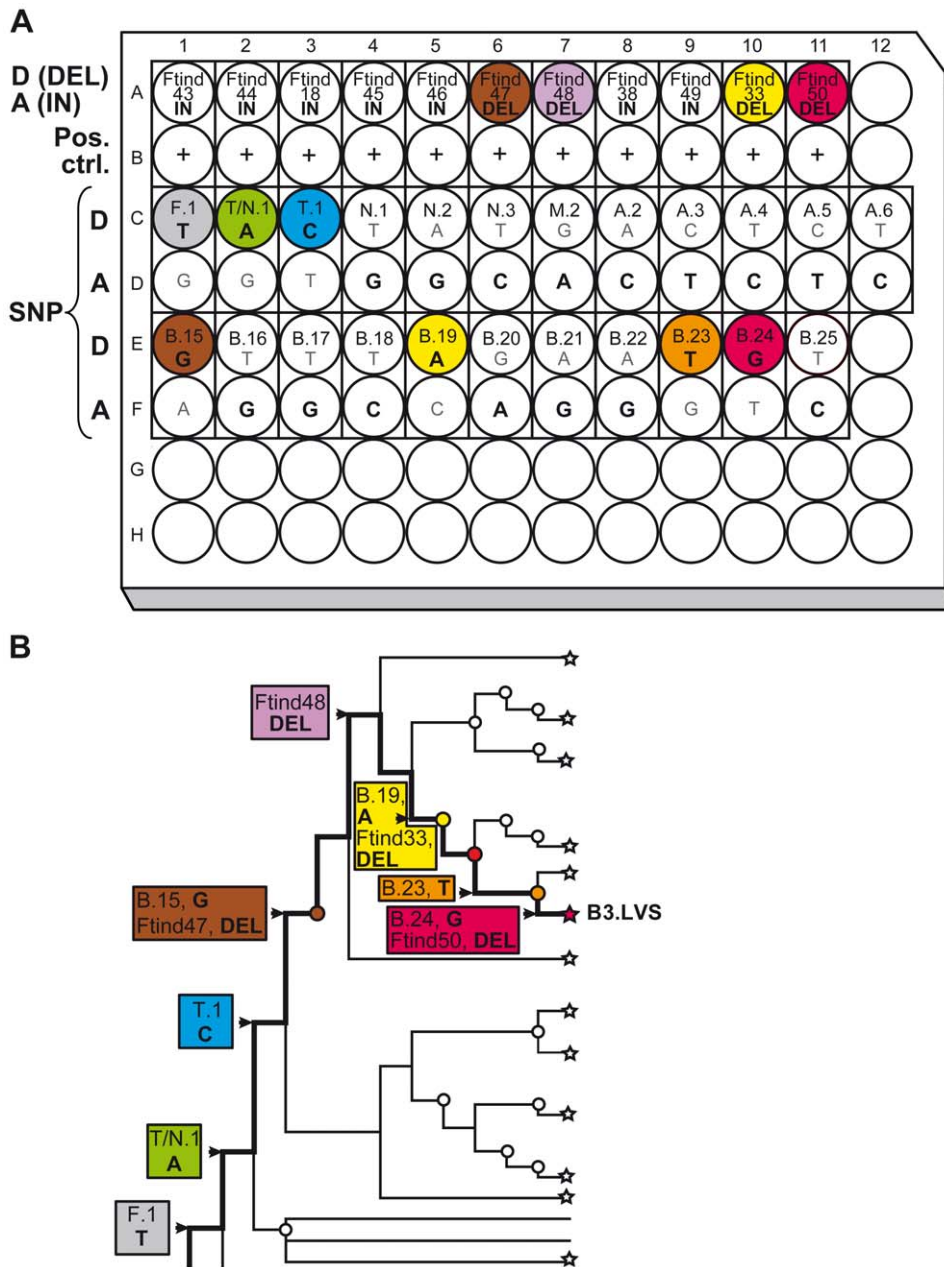 A
1 2 3 4 5 6 7 8 9 10 11 12
D (DEL)
A (IN)
A
Ftind 43 IN
Ftind 44 IN
Ftind 18 IN
Ftind 45 IN
Ftind 46 IN
Ftind 47 DEL
Ftind 48 DEL
Ftind 38 IN
Ftind 49 IN
Ftind 33 DEL
Ftind 50 DEL
Pos.
ctrl.
B + + + + + + + + + + +
SNP
D
C
F.1 T/N.1 T.1 N.1 N.2 N.3 M.2 A.2 A.3 A.4 A.5 A.6
T A C T A T G A C T C T
A
D G G T G G C A C T C T C
D
E
B.15 B.16 B.17 B.18 B.19 B.20 B.21 B.22 B.23 B.24 B.25
G T T T A G A A T G T
A
F A G G C C A G G G T C
G
H
B
Ftind48
DEL
B.19,
A
Ftind33,
DEL
B.23, T
B.24, G
Ftind50, DEL
B3.LVS
B.15, G
Ftind47, DEL
T.1
C
T/N.1
A
F.1
T